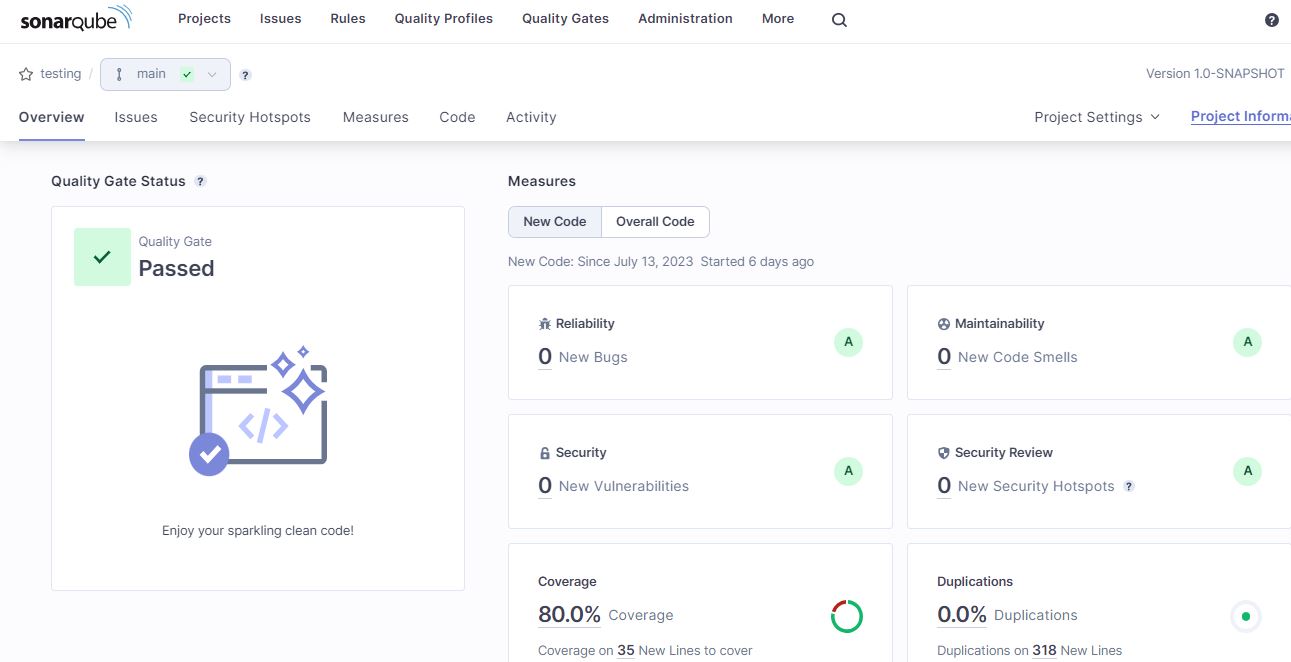 sonarqube Projects Issues Rules Quality Profiles Quality Gates Administration More ?
testing / main ? Version 1.0-SNAPSHOT
Overview Issues Security Hotspots Measures Code Activity Project Settings Project Informa
Quality Gate Status ?
Quality Gate
Passed
</>
Enjoy your sparkling clean code!
Measures
New Code Overall Code
New Code: Since July 13, 2023 Started 6 days ago
Reliability
0 New Bugs A
Maintainability
0 New Code Smells A
Security
0 New Vulnerabilities A
Security Review
0 New Security Hotspots ? A
Coverage
80.0% Coverage
Coverage on 35 New Lines to cover
Duplications
0.0% Duplications
Duplications on 318 New Lines